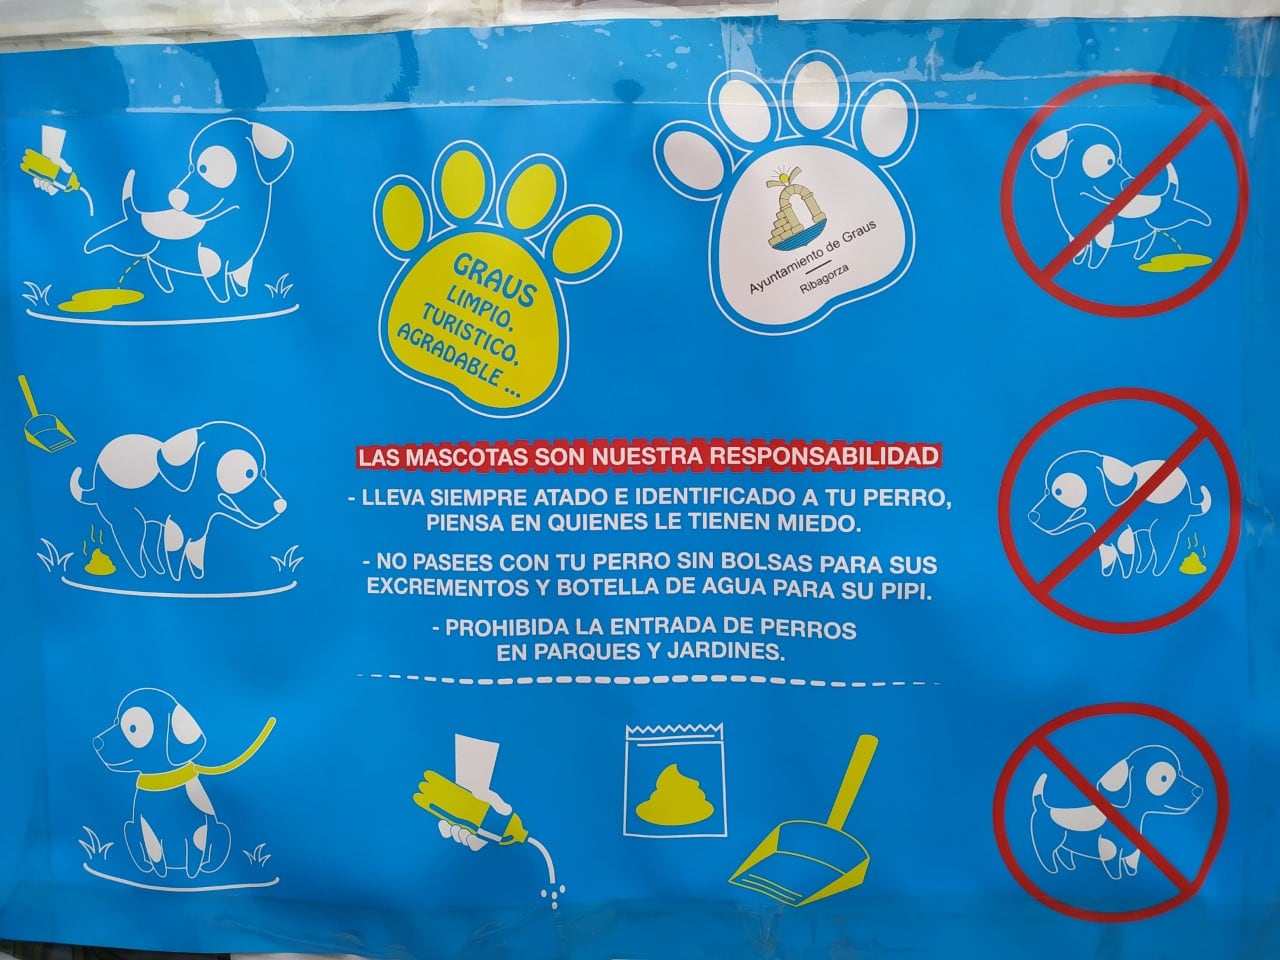 GRAUS
LIMPIO,
TURISTICO,
AGRADABLE ...
Ayuntamiento de Graus
Ribagorza
LAS MASCOTAS SON NUESTRA RESPONSABILIDAD
- LLEVA SIEMPRE ATADO E IDENTIFICADO A TU PERRO,
PIENSA EN QUIENES LE TIENEN MIEDO.
- NO PASEES CON TU PERRO SIN BOLSAS PARA SUS
EXCREMENTOS Y BOTELLA DE AGUA PARA SU PIPI.
- PROHIBIDA LA ENTRADA DE PERROS
EN PARQUES Y JARDINES.